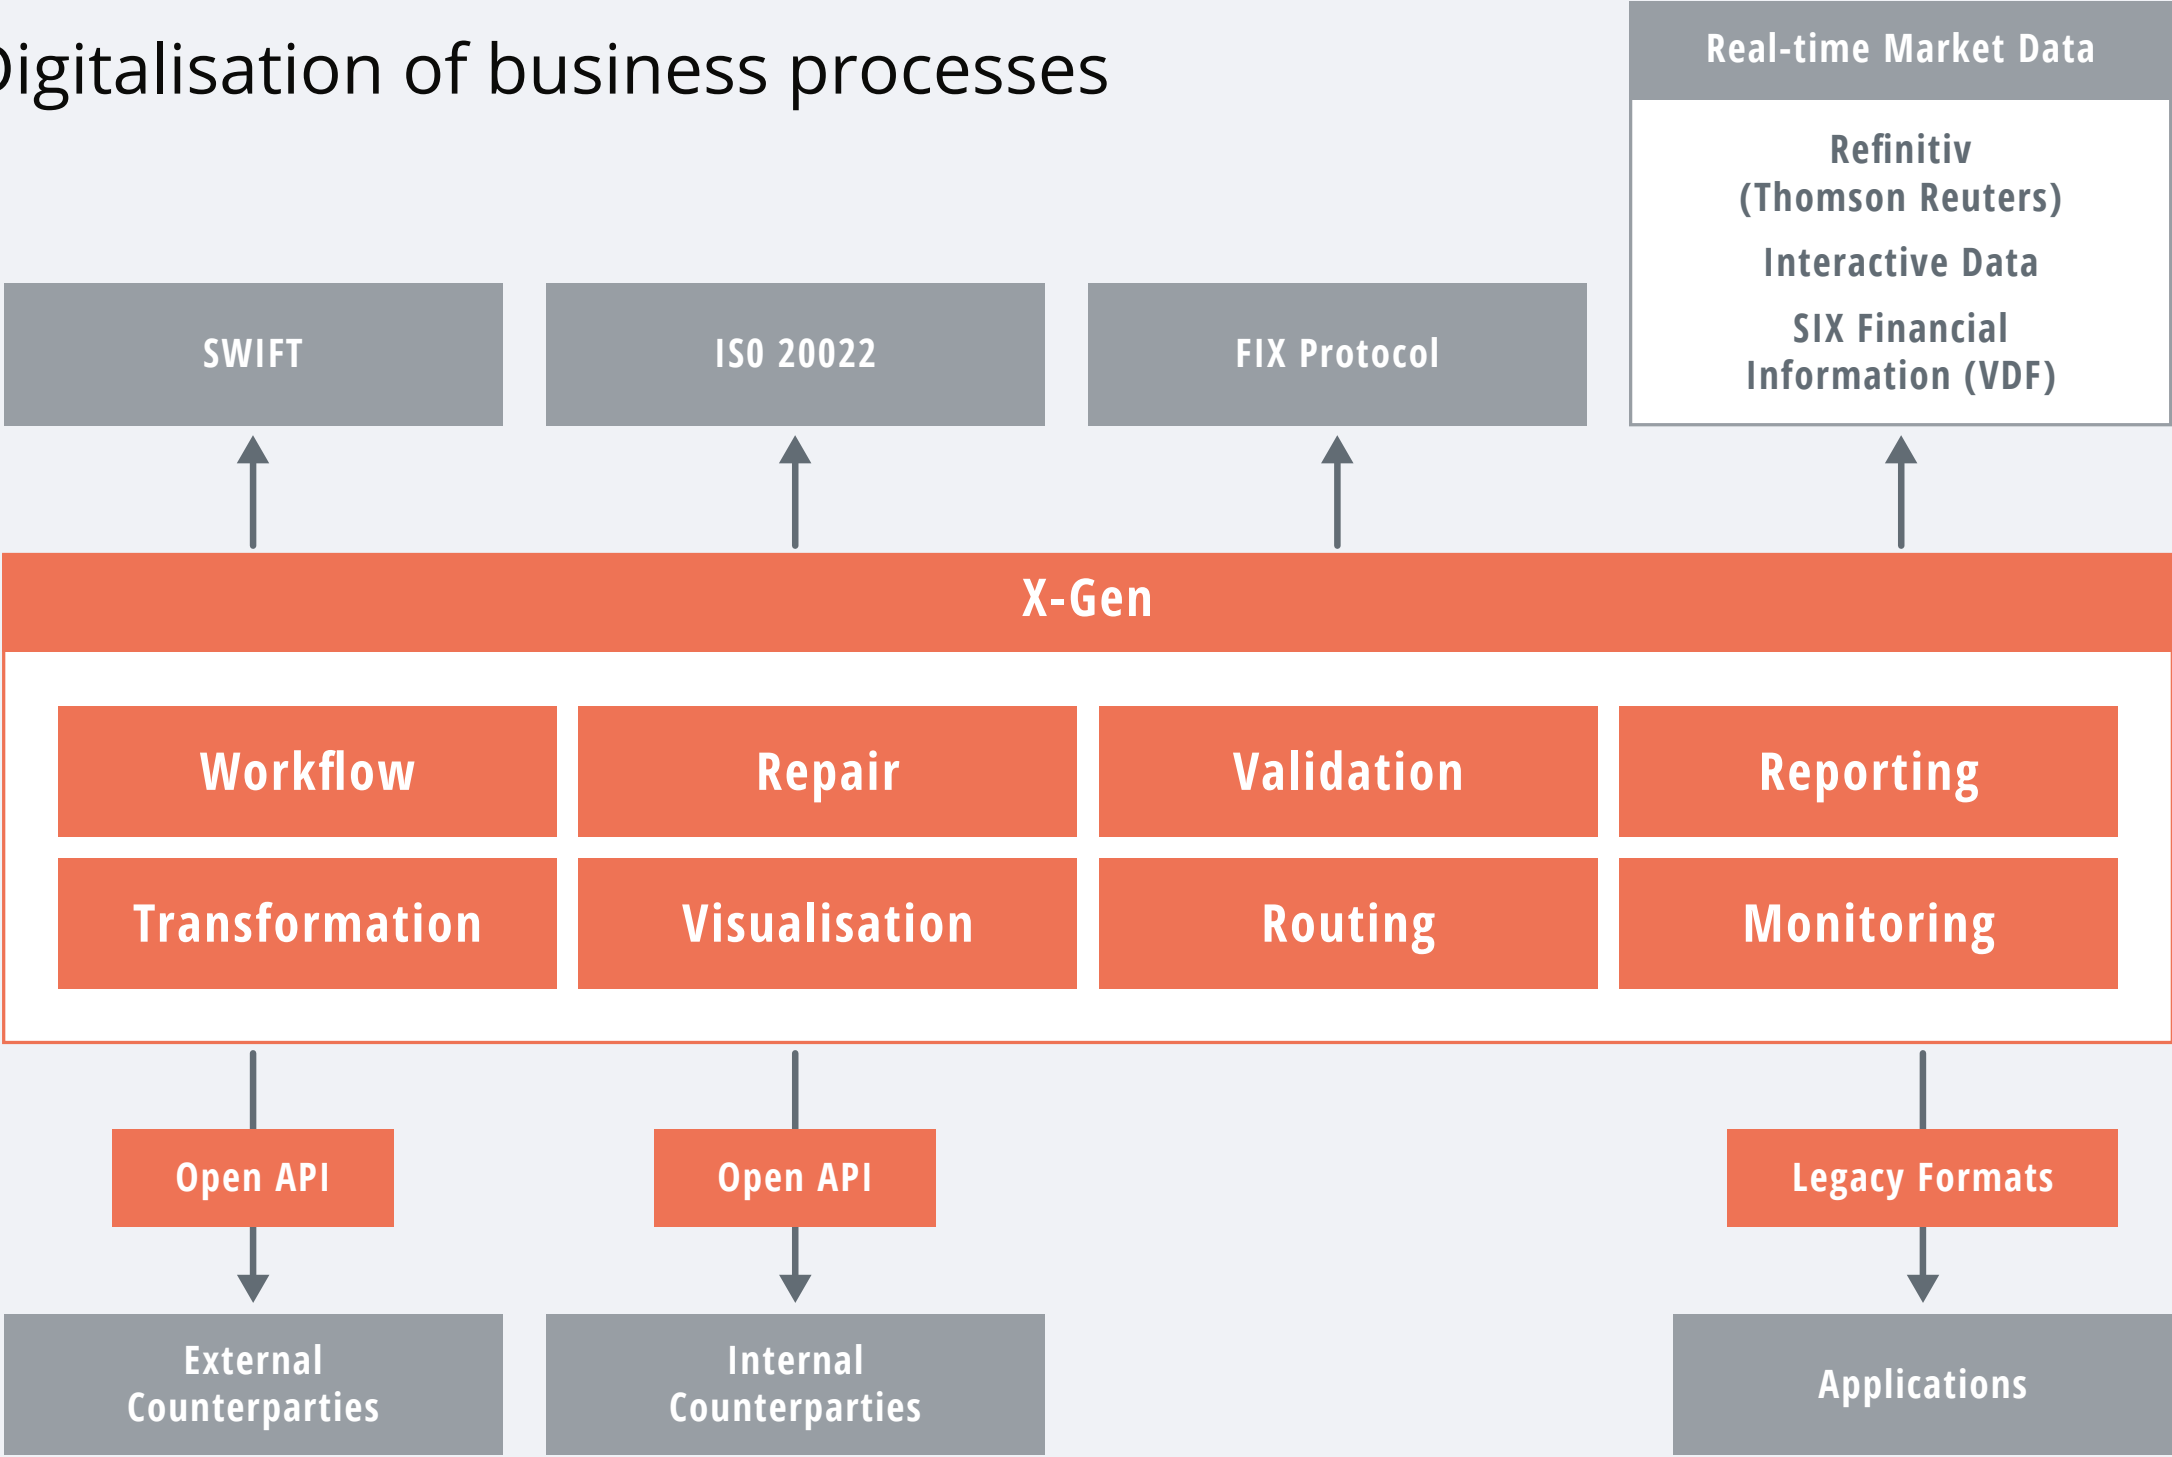 Digitalisation of business processes
Real-time Market Data
Refinitiv
(Thomson Reuters)
Interactive Data
SIX Financial
Information (VDF)
SWIFT
IS0 20022
FIX Protocol
X-Gen
Workflow
Repair
Validation
Reporting
Transformation
Visualisation
Routing
Monitoring
Open API
Open API
Legacy Formats
External
Counterparties
Internal
Counterparties
Applications